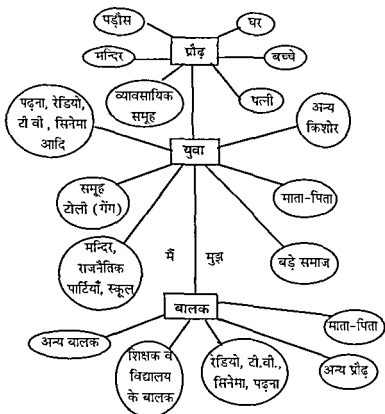 पड़ौस
घर
प्रौढ़
मन्दिर
बच्चे
व्यावसायिक
समूह
पत्नी
पढ़ना, रेडियो,
टी वी, सिनेमा
आदि
अन्य
किशोर
युवा
समूह
टोली (गेंग)
माता-पिता
मन्दिर,
राजनैतिक
पार्टियाँ, स्कूल
मैं
मुझ
बड़े समाज
बालक
माता-पिता
अन्य बालक
शिक्षक व
विद्यालय
के बालक
रेडियो, टी.वी.,
सिनेमा, पढ़ना
अन्य प्रौढ़